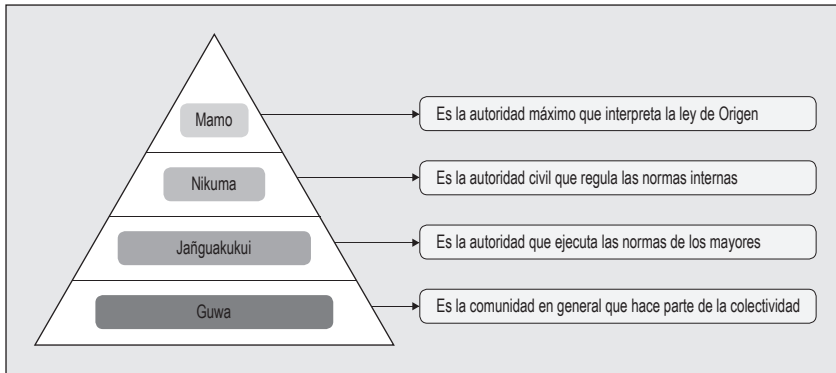 Mamo
Es la autoridad máximo que interpreta la ley de Origen
Nikuma
Es la autoridad civil que regula las normas internas
Jañguakukui
Es la autoridad que ejecuta las normas de los mayores
Guwa
Es la comunidad en general que hace parte de la colectividad